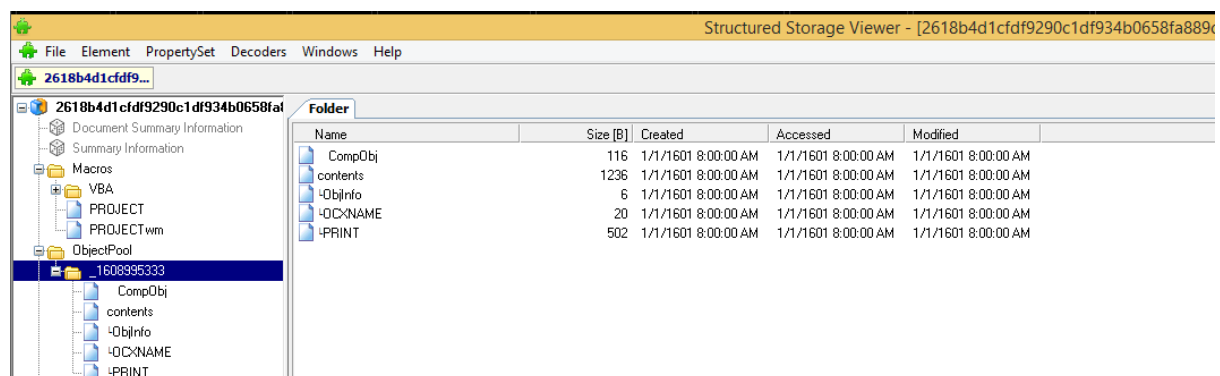 Structured Storage Viewer - [2618b4d1cfdf9290c1df934b0658fa889c
File Element PropertySet Decoders Windows Help
2618b4d1cfdf9...
2618b4d1cfdf9290c1df934b0658fa8
Document Summary Information
Summary Information
Macros
VBA
PROJECT
PROJECTwm
ObjectPool
_1608995333
CompObj
contents
└ObjInfo
└OCXNAME
└PRINT
Folder
Name Size [B] Created Accessed Modified
CompObj 116 1/1/1601 8:00:00 AM 1/1/1601 8:00:00 AM 1/1/1601 8:00:00 AM
contents 1236 1/1/1601 8:00:00 AM 1/1/1601 8:00:00 AM 1/1/1601 8:00:00 AM
└ObjInfo 6 1/1/1601 8:00:00 AM 1/1/1601 8:00:00 AM 1/1/1601 8:00:00 AM
└OCXNAME 20 1/1/1601 8:00:00 AM 1/1/1601 8:00:00 AM 1/1/1601 8:00:00 AM
└PRINT 502 1/1/1601 8:00:00 AM 1/1/1601 8:00:00 AM 1/1/1601 8:00:00 AM